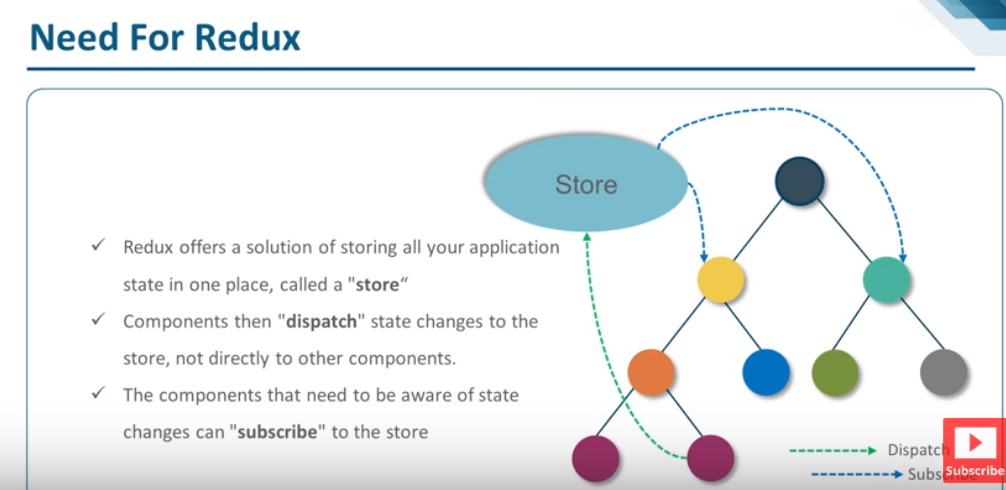 Need For Redux
Store
✓ Redux offers a solution of storing all your application
state in one place, called a "store“
✓ Components then "dispatch" state changes to the
store, not directly to other components.
✓ The components that need to be aware of state
changes can "subscribe" to the store
Dispatch
Subscribe
Subscribe